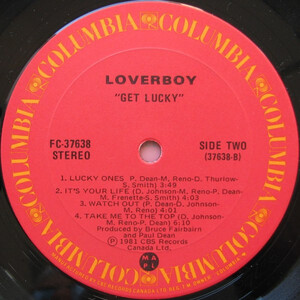 COLUMBIA COLUMBIA COLUMBIA COLUMBIA COLUMBIA COLUMBIA
LOVERBOY
"GET LUCKY"
FC-37638
STEREO
SIDE TWO
(37638-B)
1. LUCKY ONES P. Dean-M. Reno-D. Thurlow-
S. Smith) 3:49
2. IT'S YOUR LIFE (D. Johnson-M. Reno-P. Dean-
M. Frenette-S. Smith) 4:03
3. WATCH OUT (P. Dean-D. Johnson-
M. Reno) 4:01
4. TAKE ME TO THE TOP (D. Johnson-
M. Reno-P. Dean) 6:10
Produced by Bruce Fairbairn
and Paul Dean
© 1981 CBS Records
Canada Ltd.
MAPL